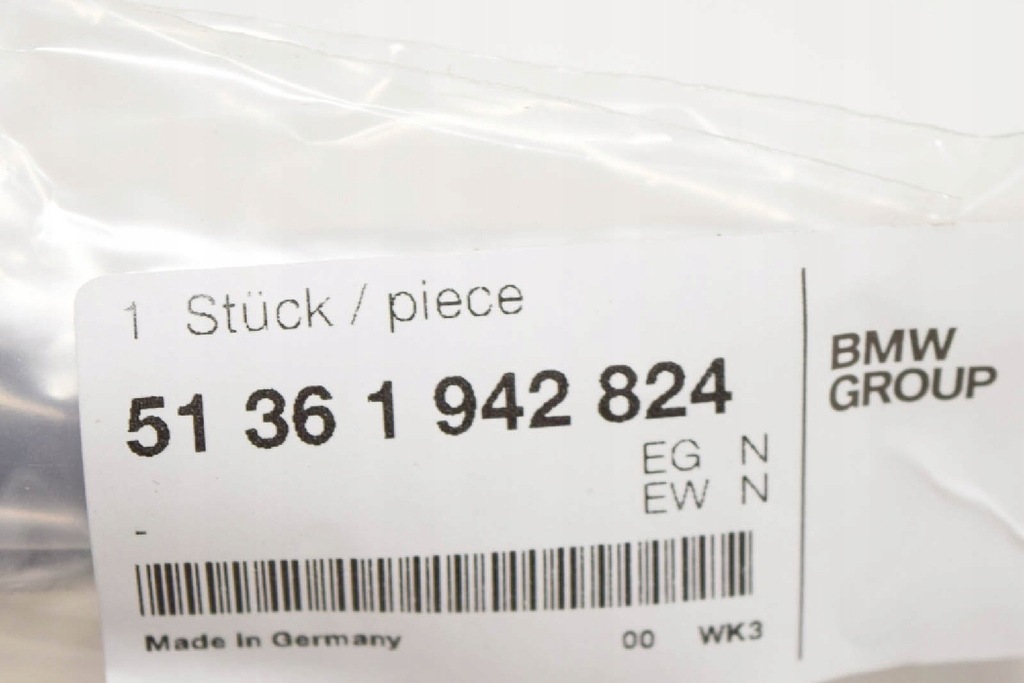 1 Stück / piece
51 36 1 942 824
EG N
EW N
-
Made in Germany 00 WK3
BMW
GROUP